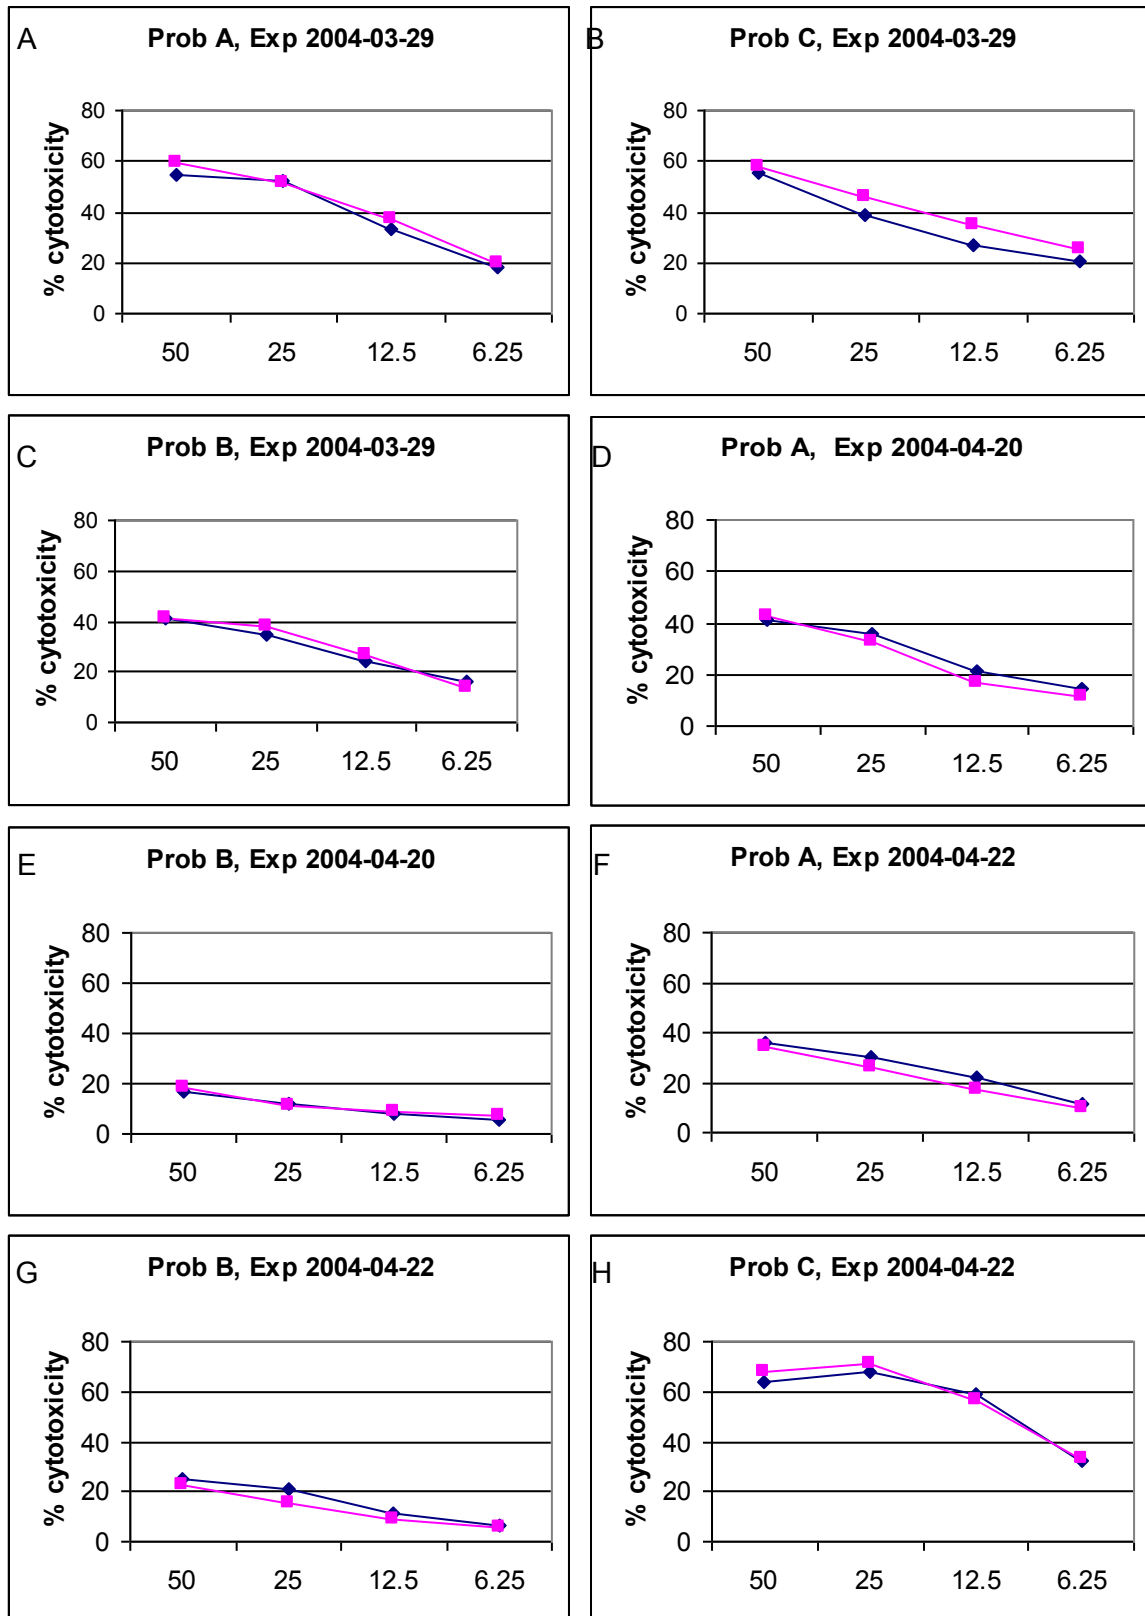 A
Prob A, Exp 2004-03-29
% cytotoxicity
80
60
40
20
0
50 25 12.5 6.25
B
Prob C, Exp 2004-03-29
% cytotoxicity
80
60
40
20
0
50 25 12.5 6.25
C
Prob B, Exp 2004-03-29
% cytotoxicity
80
60
40
20
0
50 25 12.5 6.25
D
Prob A, Exp 2004-04-20
% cytotoxicity
80
60
40
20
0
50 25 12.5 6.25
E
Prob B, Exp 2004-04-20
% cytotoxicity
80
60
40
20
0
50 25 12.5 6.25
F
Prob A, Exp 2004-04-22
% cytotoxicity
80
60
40
20
0
50 25 12.5 6.25
G
Prob B, Exp 2004-04-22
% cytotoxicity
80
60
40
20
0
50 25 12.5 6.25
H
Prob C, Exp 2004-04-22
% cytotoxicity
80
60
40
20
0
50 25 12.5 6.25